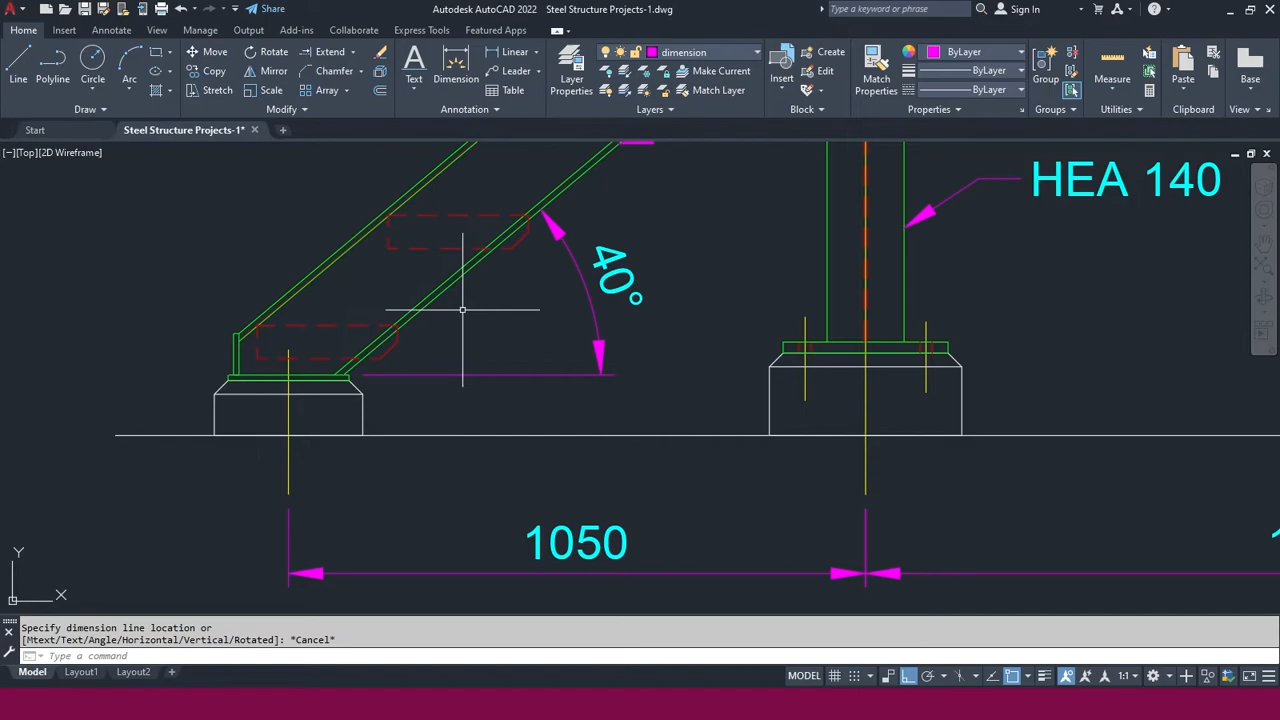 Share
Autodesk AutoCAD 2022 Steel Structure Projects-1.dwg
Type a keyword or phrase
Sign In
Home Insert Annotate View Manage Output Add-ins Collaborate Express Tools Featured Apps
Line
Polyline
Circle
Arc
Move
Rotate
Extend
Copy
Mirror
Chamfer
Stretch
Scale
Array
Text
Dimension
Linear
Leader
Table
Layer
Properties
dimension
Make Current
Match Layer
Insert
Create
Edit
Match
Properties
ByLayer
ByLayer
ByLayer
Group
Measure
Paste
Base
Draw Modify Annotation Layers Block Properties Groups Utilities Clipboard View
Start Steel Structure Projects-1*
[−][Top][2D Wireframe]
HEA 140
40°
1050
Y
X
Specify dimension line location or
[Mtext/Text/Angle/Horizontal/Vertical/Rotated]: *Cancel*
Type a command
Model Layout1 Layout2
MODEL
1:1